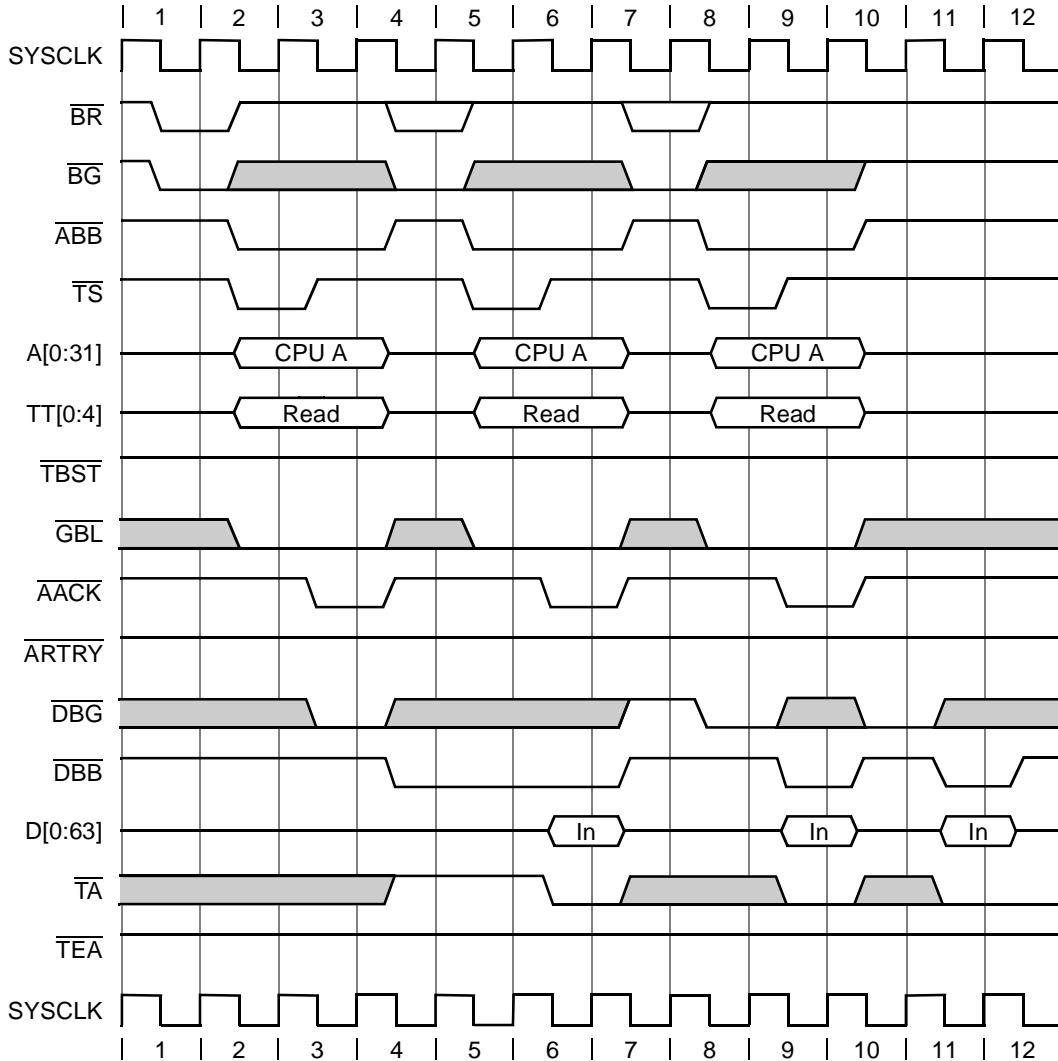 1 2 3 4 5 6 7 8 9 10 11 12
SYSCLK
BR
BG
ABB
TS
A[0:31] CPU A CPU A CPU A
TT[0:4] Read Read Read
TBST
GBL
AACK
ARTRY
DBG
DBB
D[0:63] In In In
TA
TEA
SYSCLK
1 2 3 4 5 6 7 8 9 10 11 12